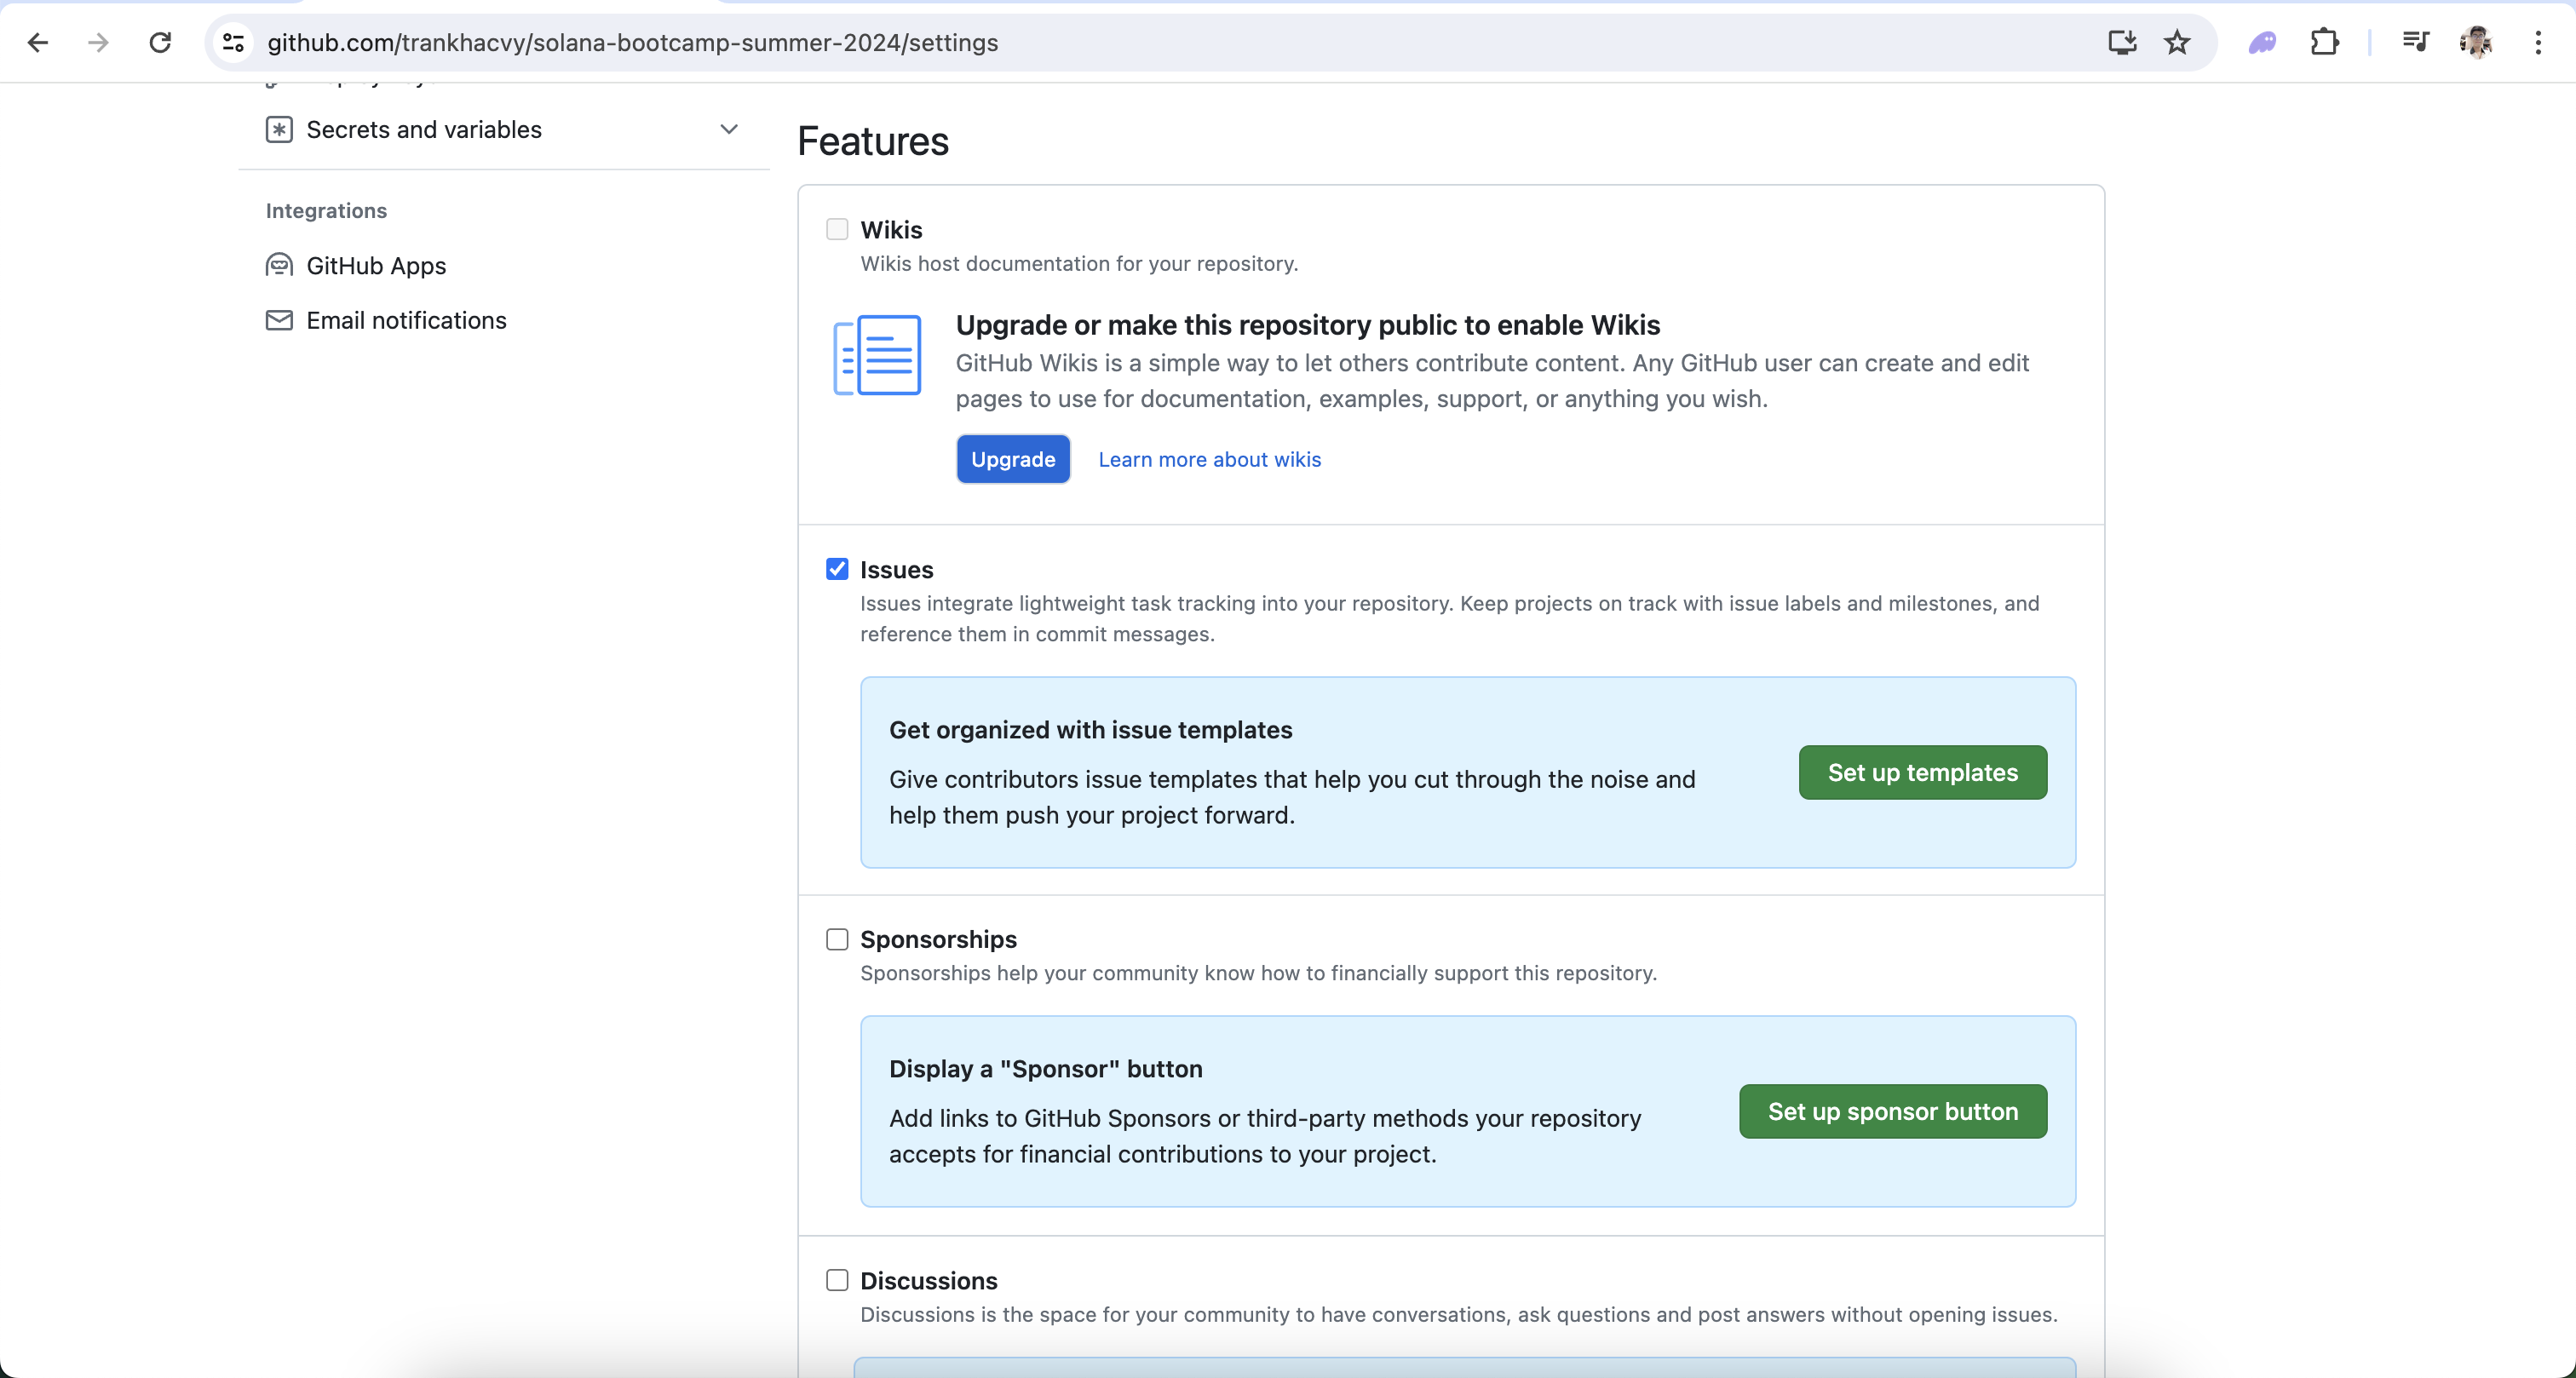 github.com/trankhacvy/solana-bootcamp-summer-2024/settings
Secrets and variables
Integrations
GitHub Apps
Email notifications
Features
Wikis
Wikis host documentation for your repository.
Upgrade or make this repository public to enable Wikis
GitHub Wikis is a simple way to let others contribute content. Any GitHub user can create and edit
pages to use for documentation, examples, support, or anything you wish.
Upgrade
Learn more about wikis
Issues
Issues integrate lightweight task tracking into your repository. Keep projects on track with issue labels and milestones, and
reference them in commit messages.
Get organized with issue templates
Give contributors issue templates that help you cut through the noise and
help them push your project forward.
Set up templates
Sponsorships
Sponsorships help your community know how to financially support this repository.
Display a "Sponsor" button
Add links to GitHub Sponsors or third-party methods your repository
accepts for financial contributions to your project.
Set up sponsor button
Discussions
Discussions is the space for your community to have conversations, ask questions and post answers without opening issues.